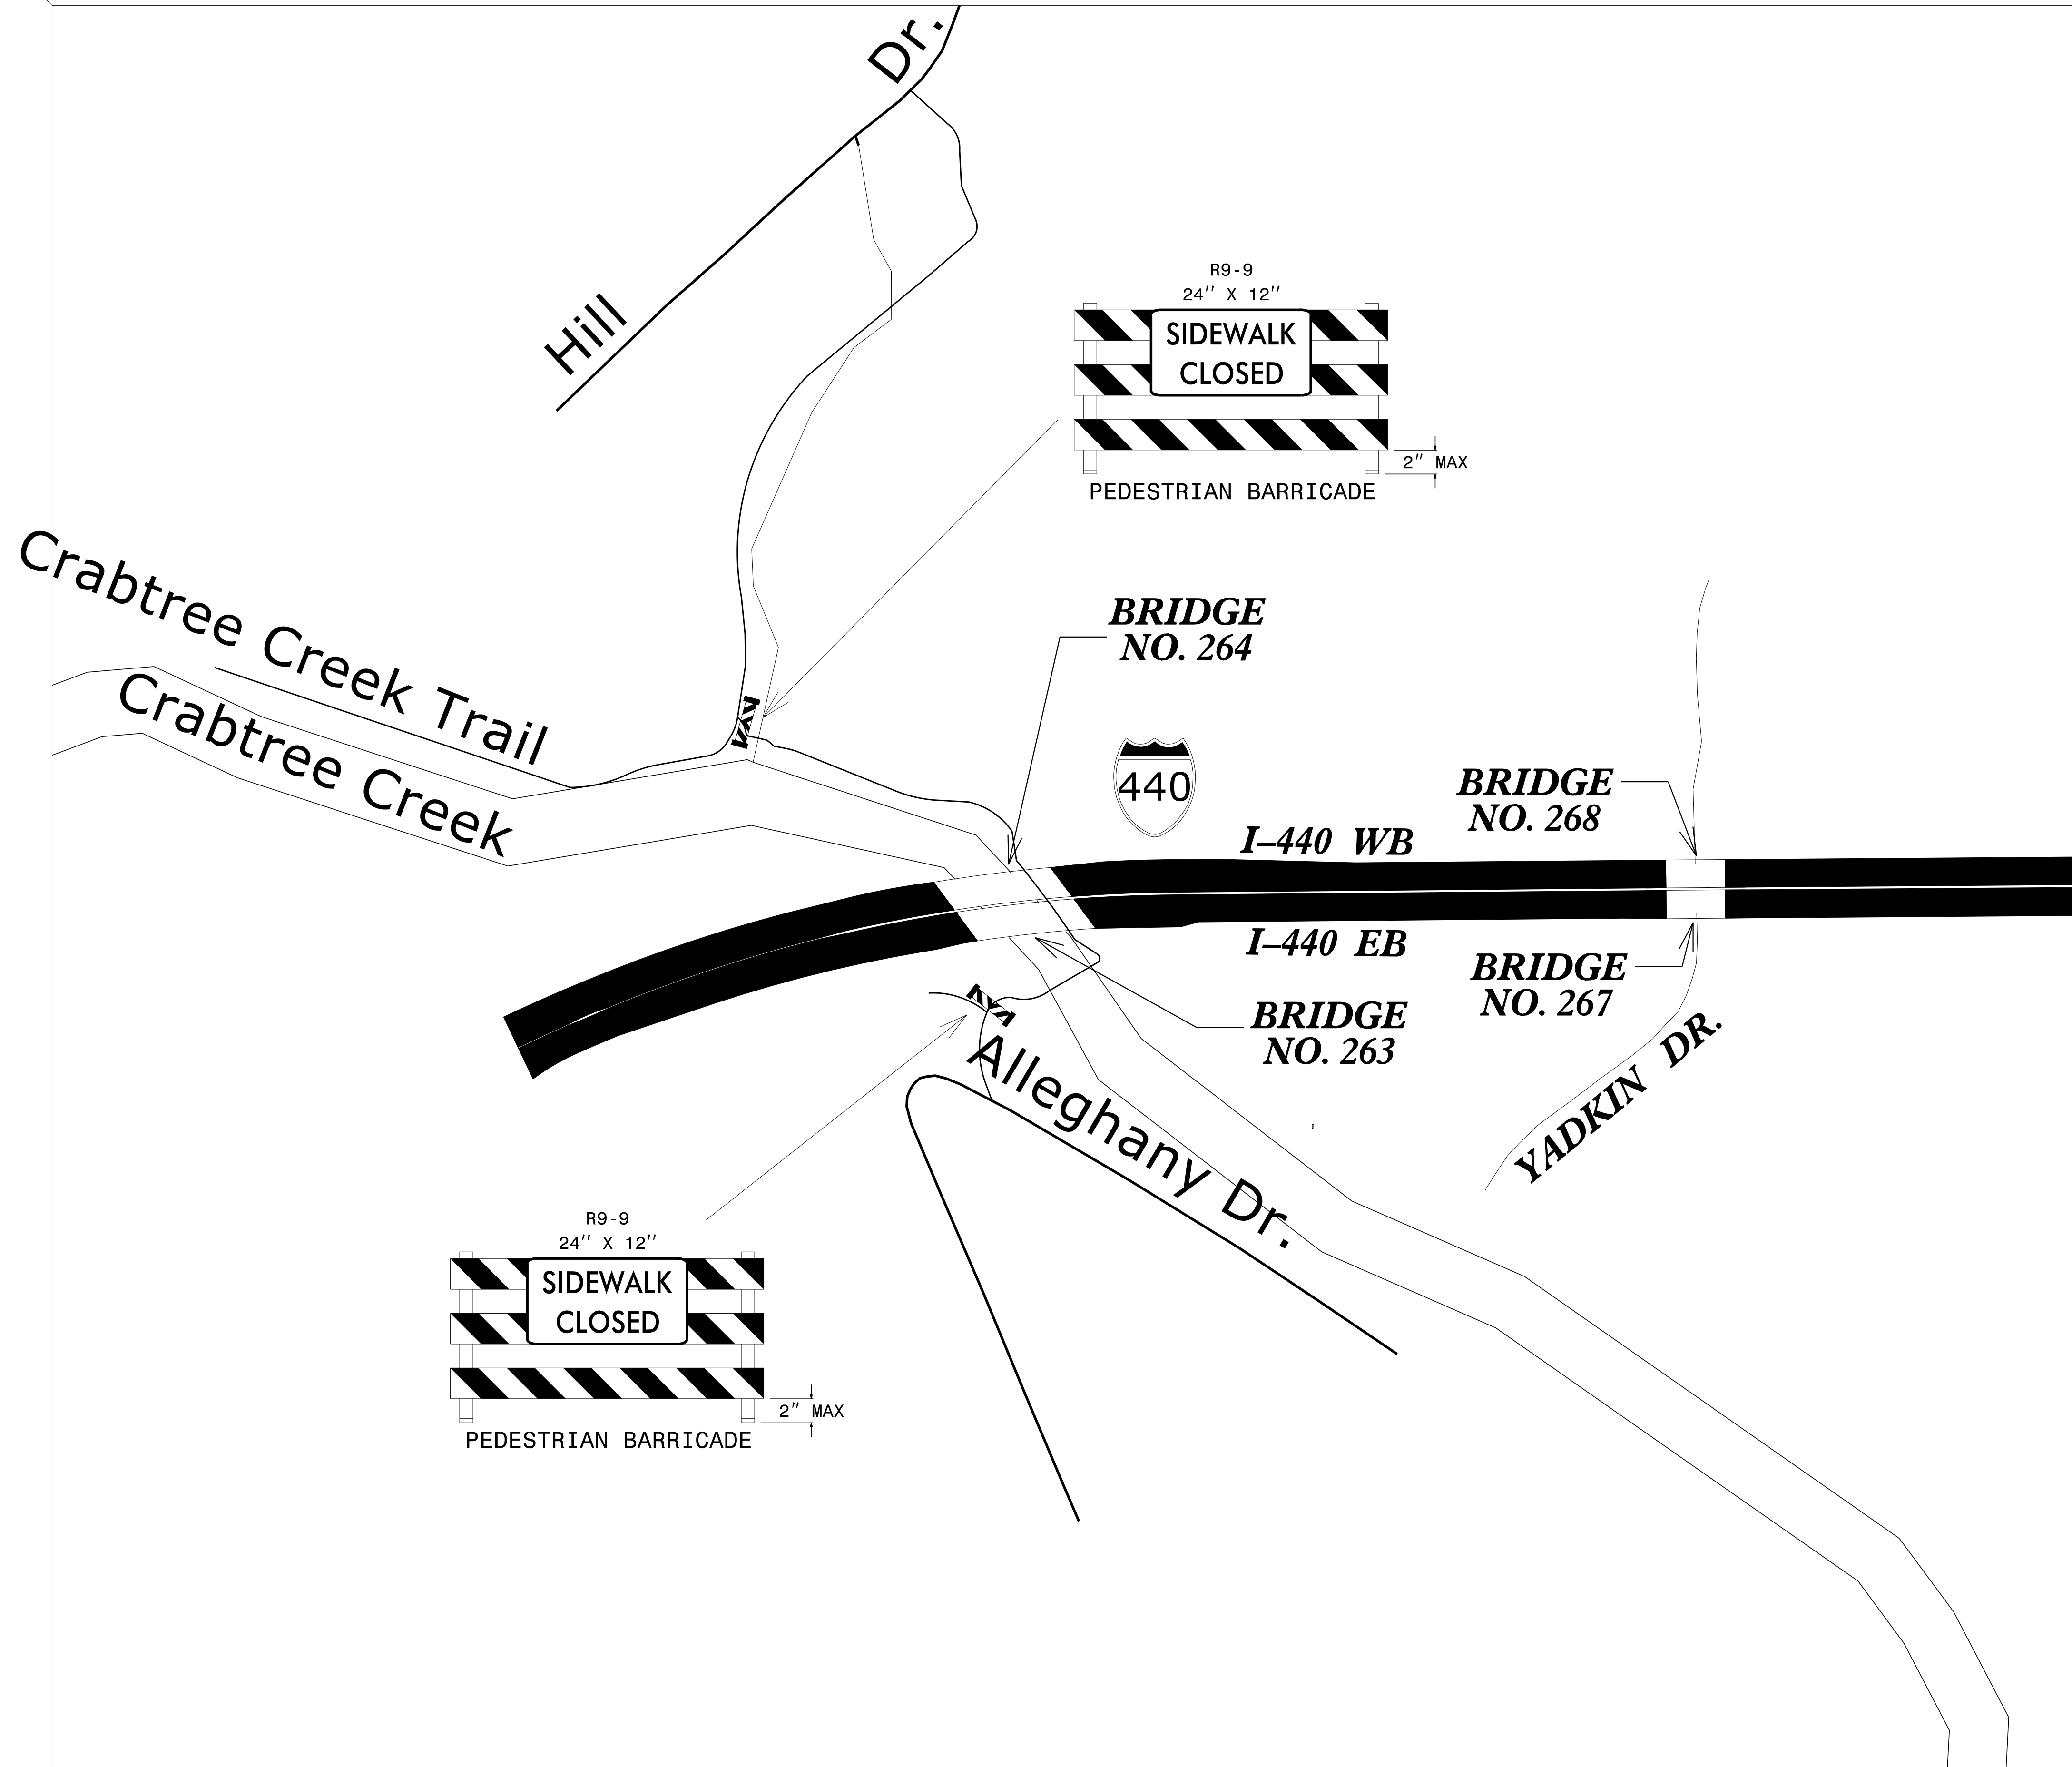 Dr.
Hill
R9-9
24" X 12"
SIDEWALK
CLOSED
2" MAX
PEDESTRIAN BARRICADE
Crabtree Creek Trail
Crabtree Creek
BRIDGE
NO. 264
440
I–440 WB
BRIDGE
NO. 268
I–440 EB
BRIDGE
NO. 267
BRIDGE
NO. 263
YADKIN DR.
Alleghany Dr.
R9-9
24" X 12"
SIDEWALK
CLOSED
2" MAX
PEDESTRIAN BARRICADE